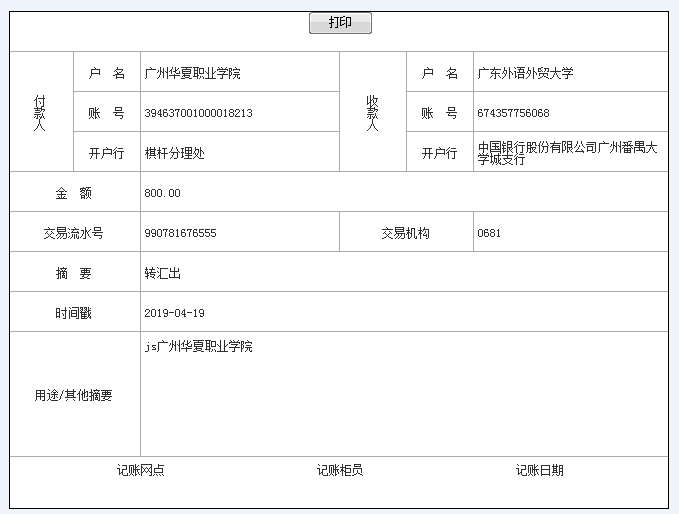 打印
付款人
户 名
广州华夏职业学院
收款人
户 名
广东外语外贸大学
账 号
394637001000018213
账 号
674357756068
开户行
棋杆分理处
开户行
中国银行股份有限公司广州番禺大
学城支行
金 额
800.00
交易流水号
990781676555
交易机构
0681
摘 要
转汇出
时间戳
2019-04-19
用途/其他摘要
js广州华夏职业学院
记账网点
记账柜员
记账日期